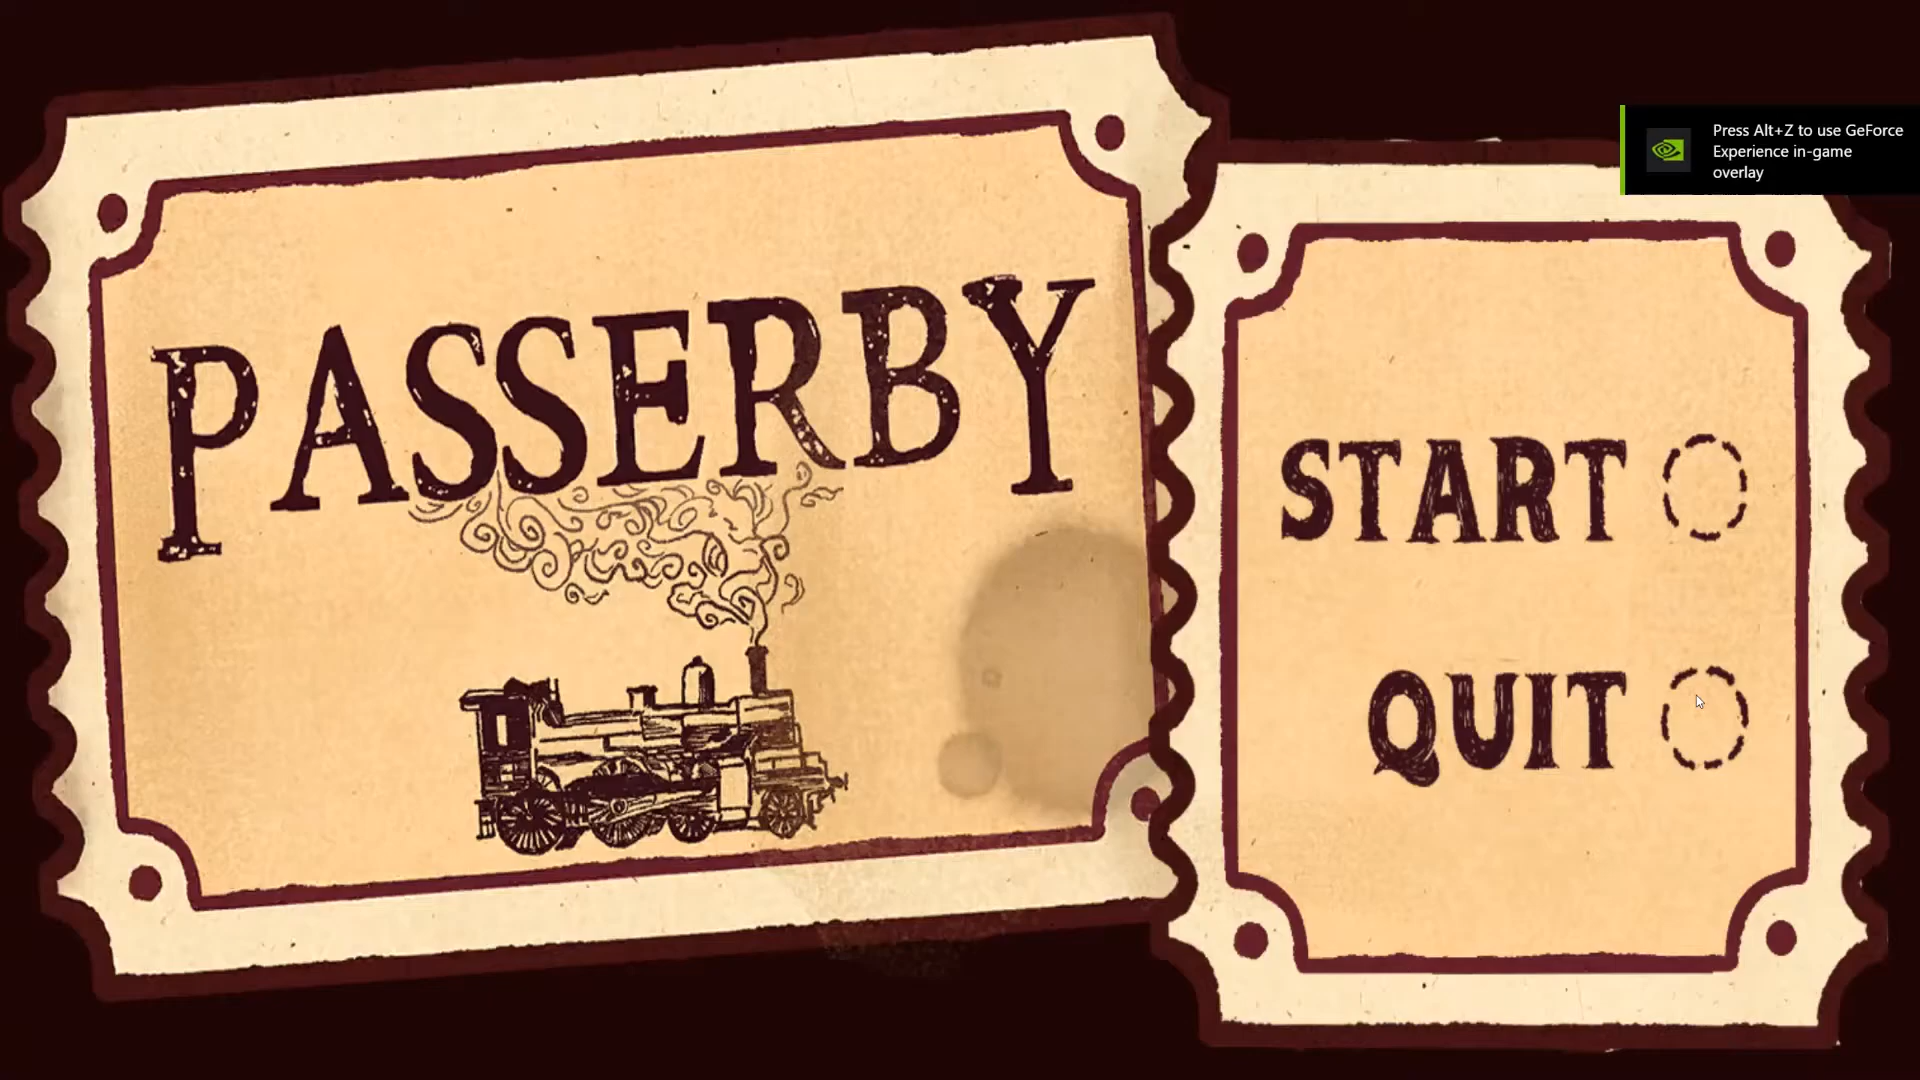 PASSERBY
START
QUIT
Press Alt+Z to use GeForce
Experience in-game
overlay